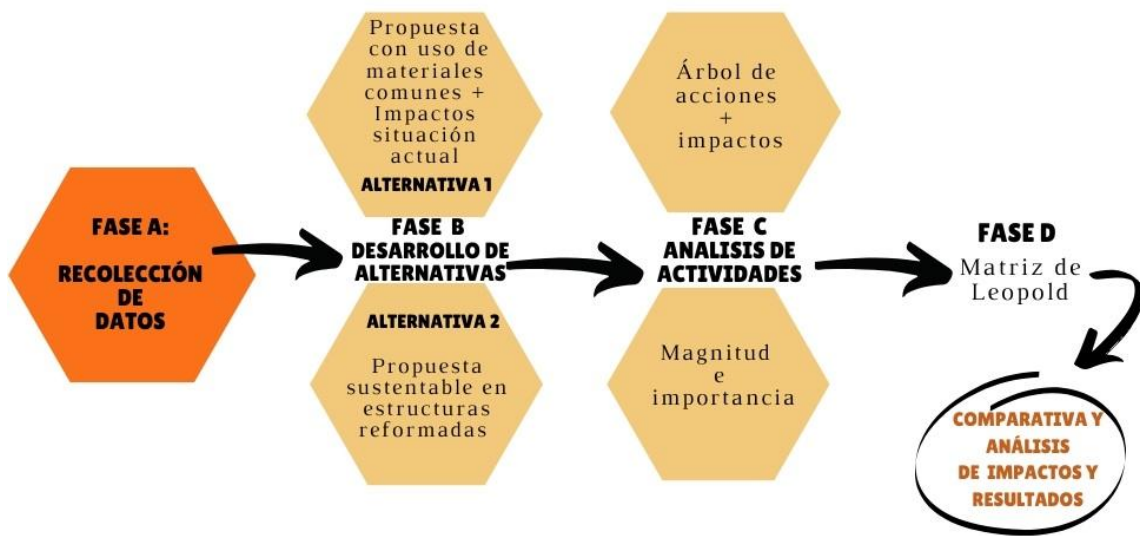 FASE A:
RECOLECCIÓN
DE
DATOS
Propuesta
con uso de
materiales
comunes +
Impactos
situación
actual
ALTERNATIVA 1
FASE B
DESARROLLO DE
ALTERNATIVAS
ALTERNATIVA 2
Propuesta
sustentable en
estructuras
reformadas
Árbol de
acciones
+
impactos
FASE C
ANALISIS DE
ACTIVIDADES
Magnitud
e
importancia
FASE D
Matriz de
Leopold
COMPARATIVA Y
ANÁLISIS
DE IMPACTOS Y
RESULTADOS